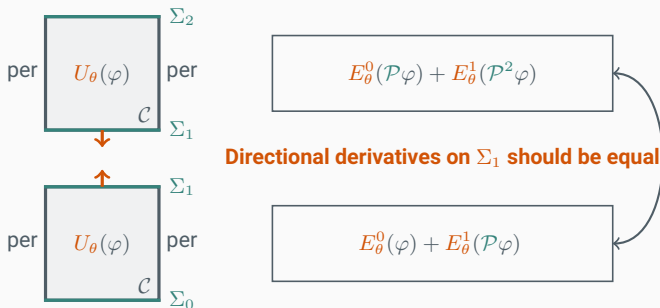 Σ₂
per U_θ(φ) per
𝒞
Σ₁
E⁰_θ(𝒫φ) + E¹_θ(𝒫²φ)
Directional derivatives on Σ₁ should be equal
Σ₁
per U_θ(φ) per
𝒞
Σ₀
E⁰_θ(φ) + E¹_θ(𝒫φ)